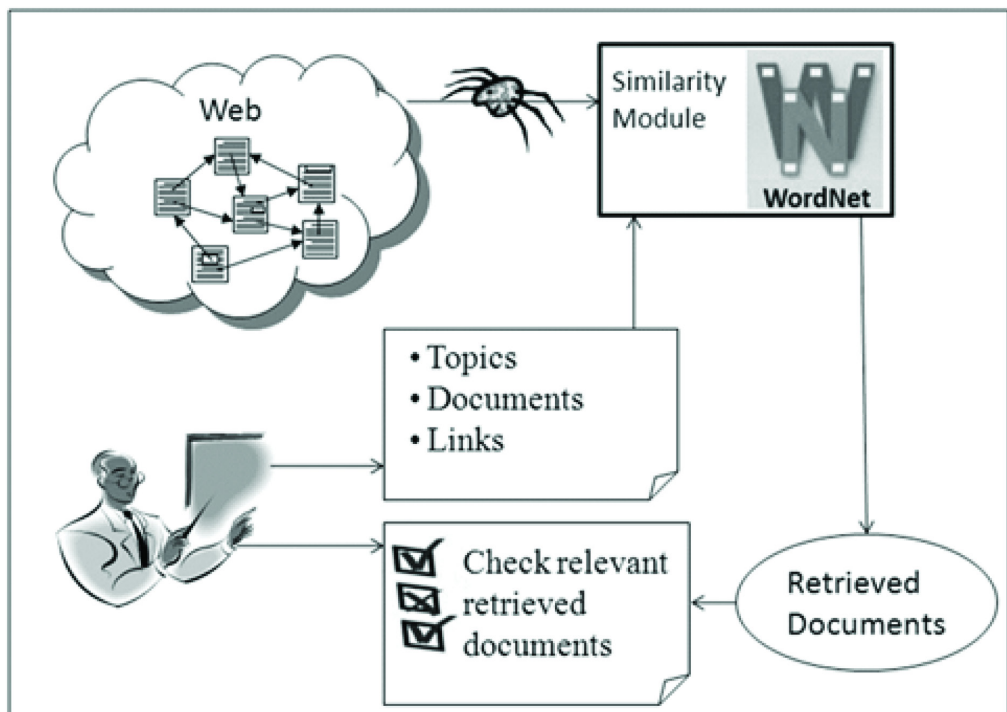 Web
Similarity
Module
WordNet
• Topics
• Documents
• Links
Check relevant
retrieved
documents
Retrieved
Documents